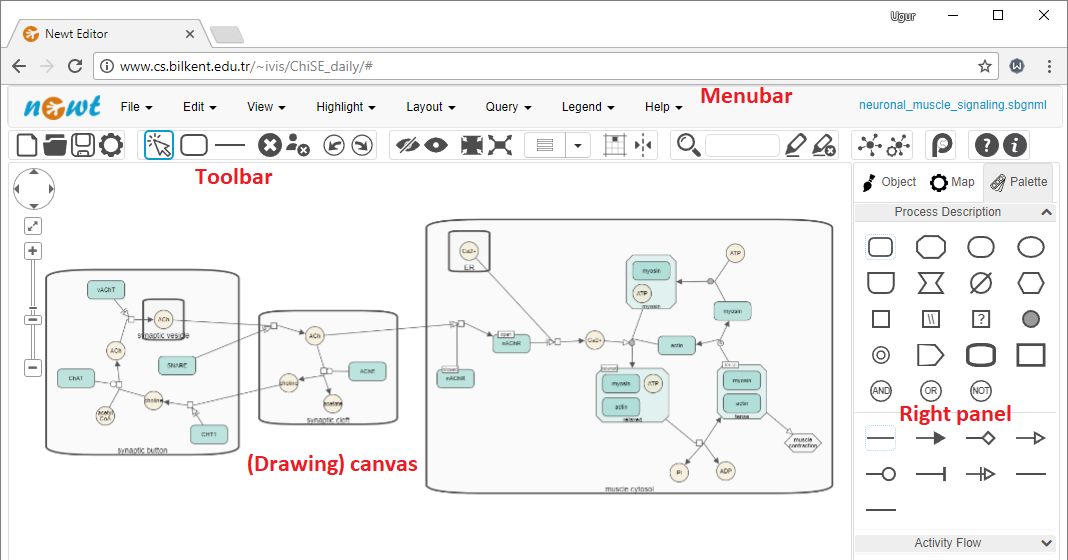 Ugur
Newt Editor
www.cs.bilkent.edu.tr/~ivis/ChiSE_daily/#
newt
File
Edit
View
Highlight
Layout
Query
Legend
Help
Menubar
neuronal_muscle_signaling.sbgnml
Toolbar
Object
Map
Palette
Process Description
vAChT
ACh
synaptic vesicle
ACh
SNARE
ChAT
acetyl
CoA
choline
CHT1
synaptic button
ACh
AChE
choline
acetate
synaptic cleft
(Drawing) canvas
Ca2+
ER
nAChR
nAChR
Ca2+
myosin
ATP
myosin
ATP
myosin
actin
myosin
ATP
actin
relaxed
myosin
actin
tense
muscle
contraction
Pi
ADP
muscle cytosol
\\
?
AND
OR
NOT
Right panel
Activity Flow